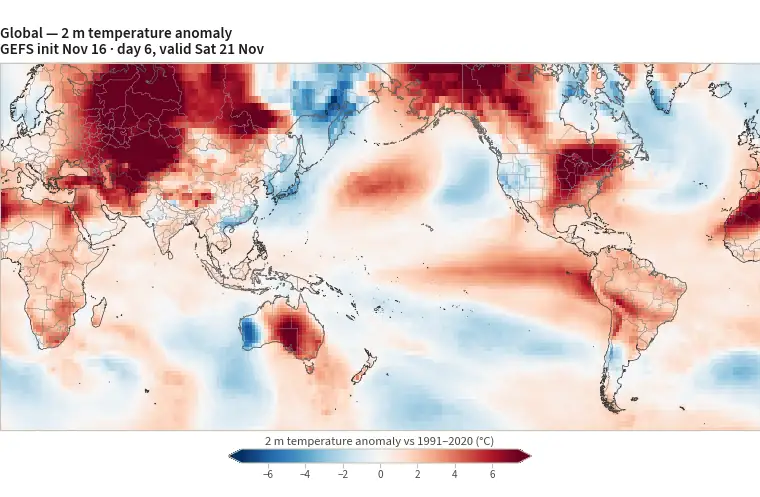 Global — 2 m temperature anomaly
GEFS init Nov 16 · day 6, valid Sat 21 Nov
2 m temperature anomaly vs 1991–2020 (°C)
−6 −4 −2 0 2 4 6